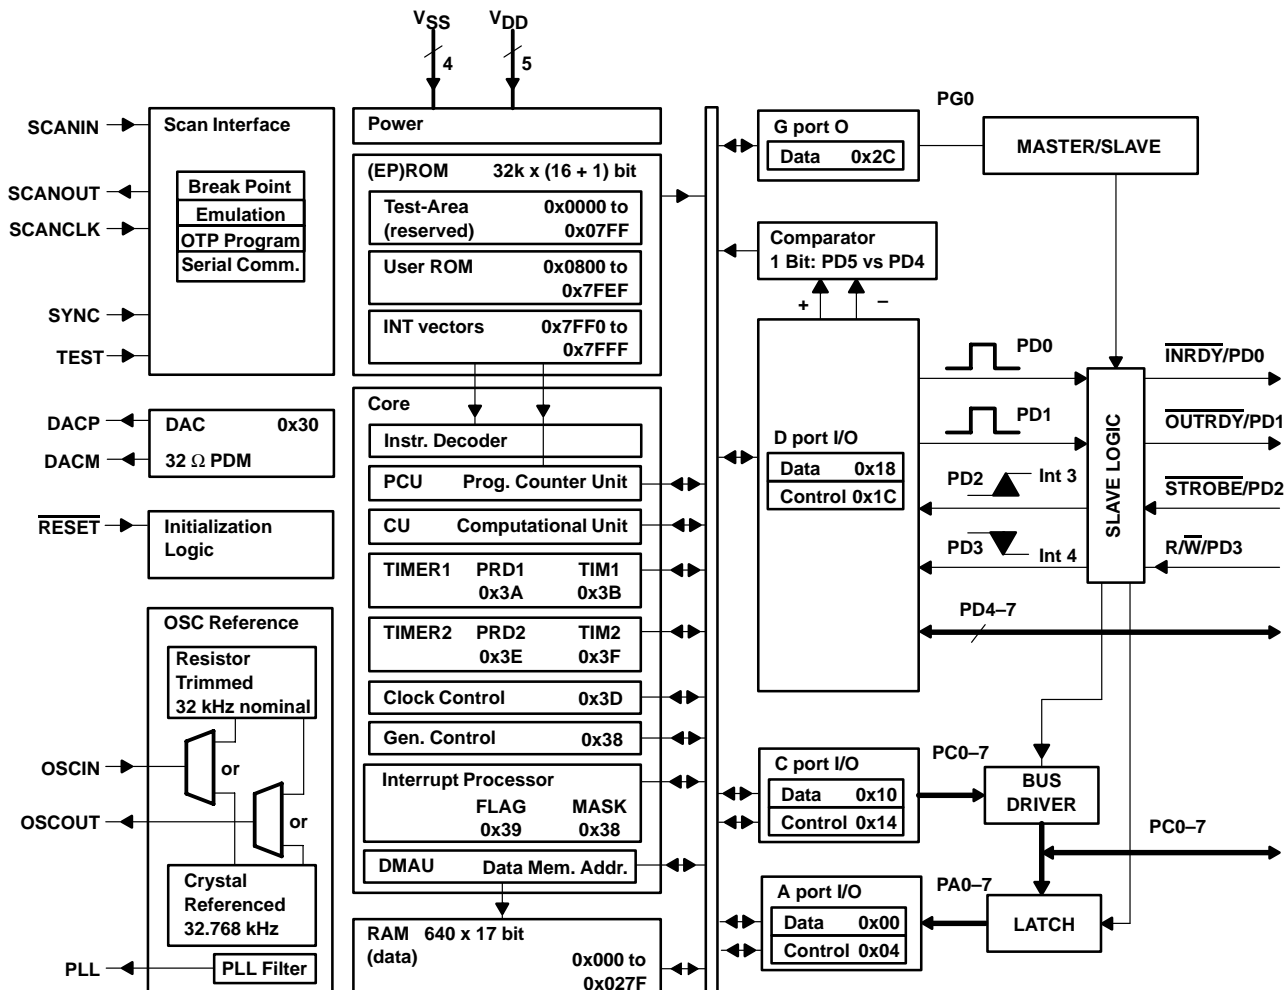 VSS
VDD
4
5
SCANIN
SCANOUT
SCANCLK
SYNC
TEST
Scan Interface
Break Point
Emulation
OTP Program
Serial Comm.
DACP
DACM
DAC 0x30
32 Ω PDM
RESET
Initialization
Logic
OSC Reference
Resistor
Trimmed
32 kHz nominal
or
or
OSCIN
OSCOUT
Crystal
Referenced
32.768 kHz
PLL
PLL Filter
Power
(EP)ROM 32k x (16 + 1) bit
Test-Area 0x0000 to
(reserved) 0x07FF
User ROM 0x0800 to
0x7FEF
INT vectors 0x7FF0 to
0x7FFF
Core
Instr. Decoder
PCU Prog. Counter Unit
CU Computational Unit
TIMER1 PRD1 TIM1
0x3A 0x3B
TIMER2 PRD2 TIM2
0x3E 0x3F
Clock Control 0x3D
Gen. Control 0x38
Interrupt Processor
FLAG MASK
0x39 0x38
DMAU Data Mem. Addr.
RAM 640 x 17 bit
(data)
0x000 to
0x027F
G port O
Data 0x2C
PG0
MASTER/SLAVE
Comparator
1 Bit: PD5 vs PD4
+ –
D port I/O
Data 0x18
Control 0x1C
PD0
PD1
PD2 Int 3
PD3 Int 4
PD4–7
SLAVE LOGIC
INRDY/PD0
OUTRDY/PD1
STROBE/PD2
R/W/PD3
C port I/O
Data 0x10
Control 0x14
PC0–7
BUS
DRIVER
PC0–7
A port I/O
Data 0x00
Control 0x04
PA0–7
LATCH